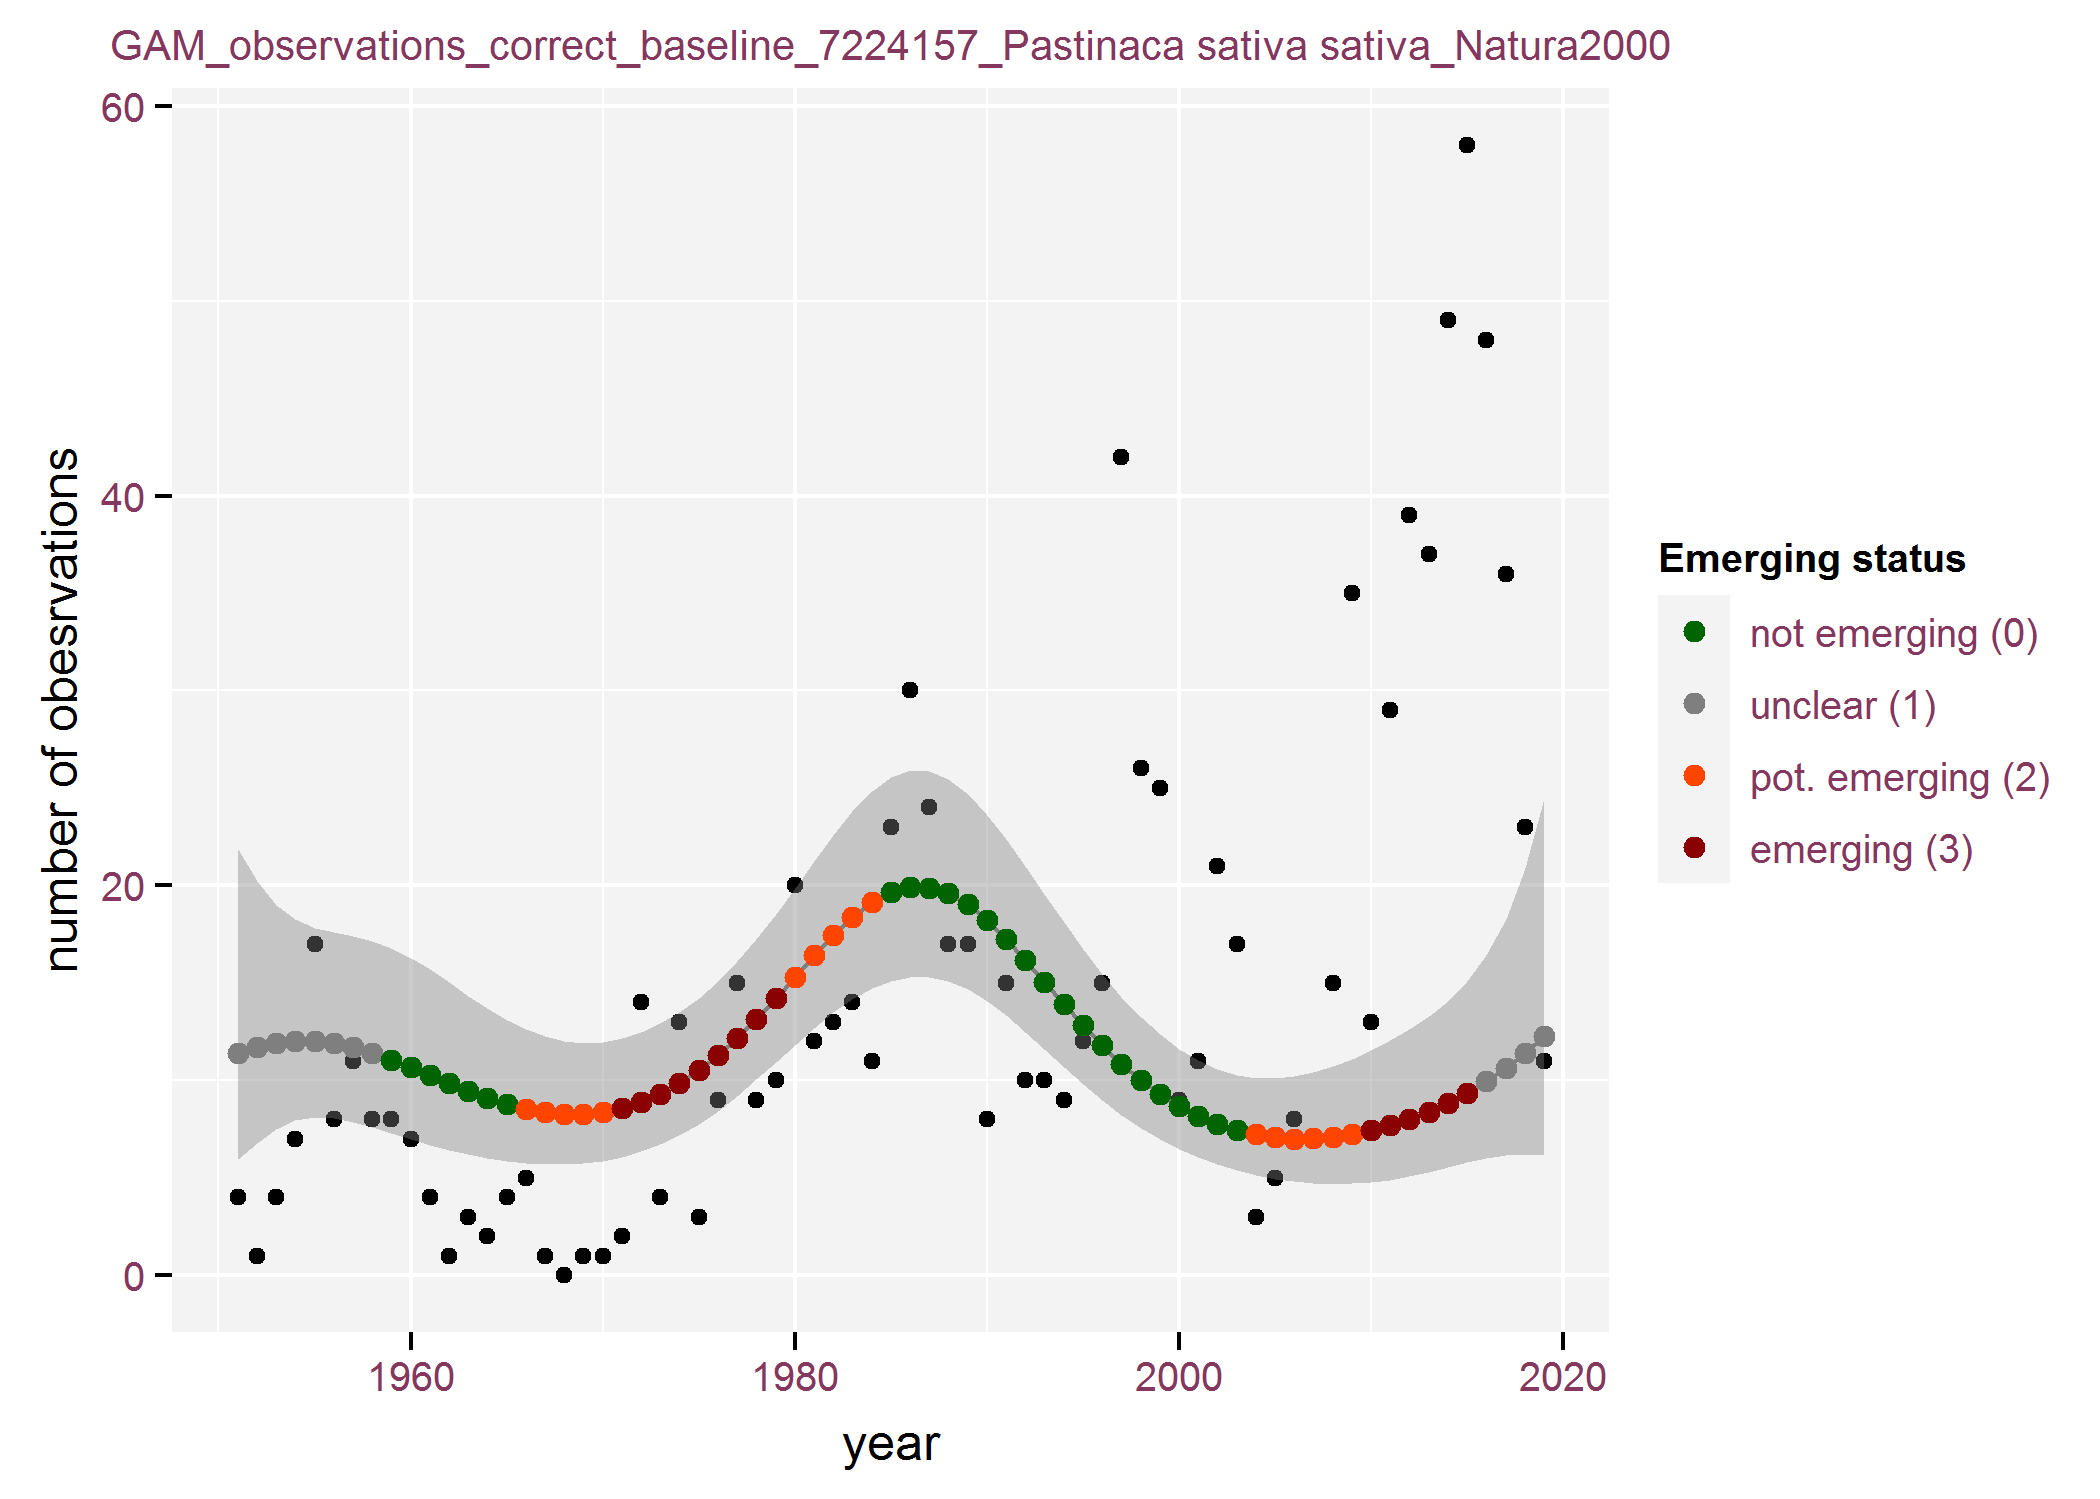 GAM_observations_correct_baseline_7224157_Pastinaca sativa sativa_Natura2000
60
40
20
0
number of obesrvations
1960
1980
2000
2020
year
Emerging status
not emerging (0)
unclear (1)
pot. emerging (2)
emerging (3)